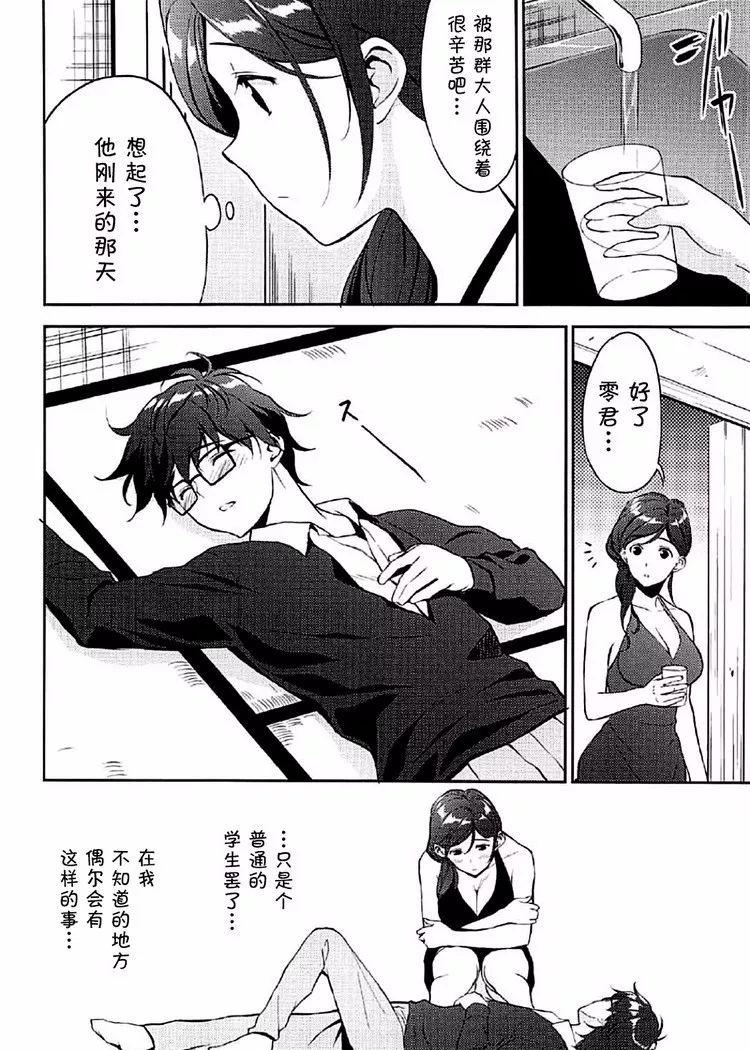 被那群大人围绕着
很辛苦吧…
想起了…
他刚来的那天
好了
零君…
ス
…只是个
普通的
学生罢了…
在我
不知道的地方
偶尔会有
这样的事…